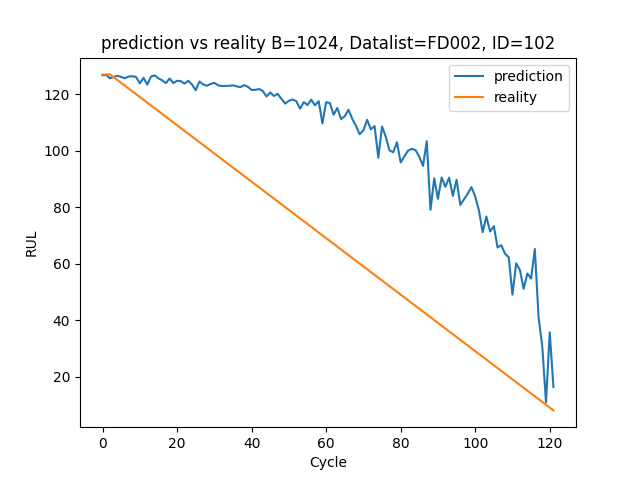 prediction vs reality B=1024, Datalist=FD002, ID=102
prediction
reality
RUL
120
100
80
60
40
20
0 20 40 60 80 100 120
Cycle